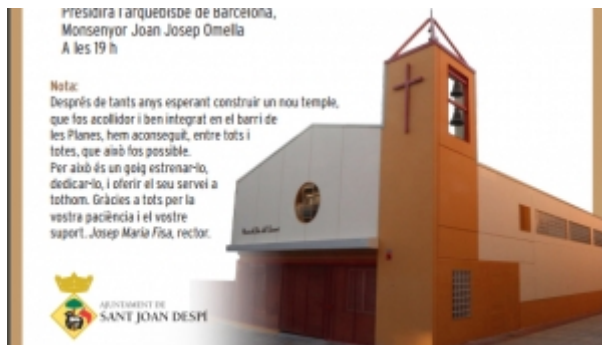 Presidirà l'arquebisbe de Barcelona,
Monsenyor Joan Josep Omella
A les 19 h
Nota:
Després de tants anys esperant construir un nou temple,
que fos acollidor i ben integrat en el barri de
les Planes, hem aconseguit, entre tots i
totes, que això fos possible.
Per això és un goig estrenar-lo,
dedicar-lo, i oferir el seu servei a
tothom. Gràcies a tots per la
vostra paciència i el vostre
suport. Josep Maria Fisa, rector.
AJUNTAMENT DE
SANT JOAN DESPÍ